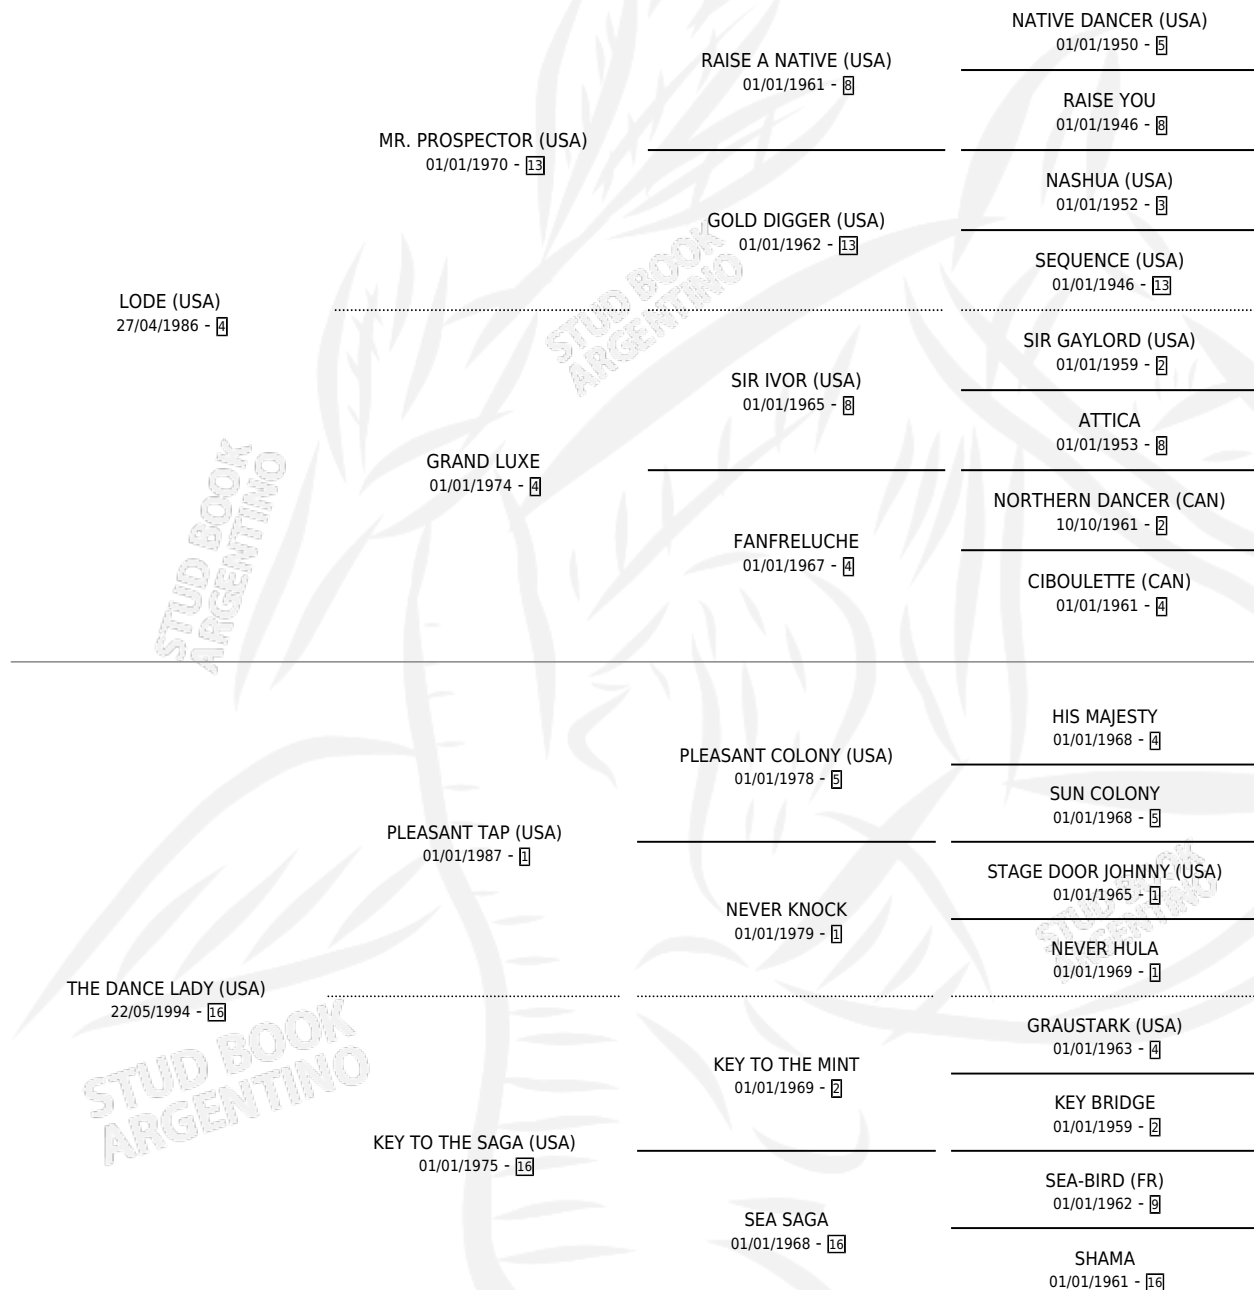 LODE (USA)
27/04/1986 - 4
MR. PROSPECTOR (USA)
01/01/1970 - 13
GRAND LUXE
01/01/1974 - 4
RAISE A NATIVE (USA)
01/01/1961 - 8
GOLD DIGGER (USA)
01/01/1962 - 13
SIR IVOR (USA)
01/01/1965 - 8
FANFRELUCHE
01/01/1967 - 4
NATIVE DANCER (USA)
01/01/1950 - 5
RAISE YOU
01/01/1946 - 8
NASHUA (USA)
01/01/1952 - 3
SEQUENCE (USA)
01/01/1946 - 13
SIR GAYLORD (USA)
01/01/1959 - 2
ATTICA
01/01/1953 - 8
NORTHERN DANCER (CAN)
10/10/1961 - 2
CIBOULETTE (CAN)
01/01/1961 - 4
THE DANCE LADY (USA)
22/05/1994 - 16
PLEASANT TAP (USA)
01/01/1987 - 1
KEY TO THE SAGA (USA)
01/01/1975 - 16
PLEASANT COLONY (USA)
01/01/1978 - 5
NEVER KNOCK
01/01/1979 - 1
KEY TO THE MINT
01/01/1969 - 2
SEA SAGA
01/01/1968 - 16
HIS MAJESTY
01/01/1968 - 4
SUN COLONY
01/01/1968 - 5
STAGE DOOR JOHNNY (USA)
01/01/1965 - 1
NEVER HULA
01/01/1969 - 1
GRAUSTARK (USA)
01/01/1963 - 4
KEY BRIDGE
01/01/1959 - 2
SEA-BIRD (FR)
01/01/1962 - 9
SHAMA
01/01/1961 - 16
STUD BOOK
ARGENTINO
STUD BOOK
ARGENTINO
STUD BOOK
ARGENTINO
STUD BOOK
ARGENTINO